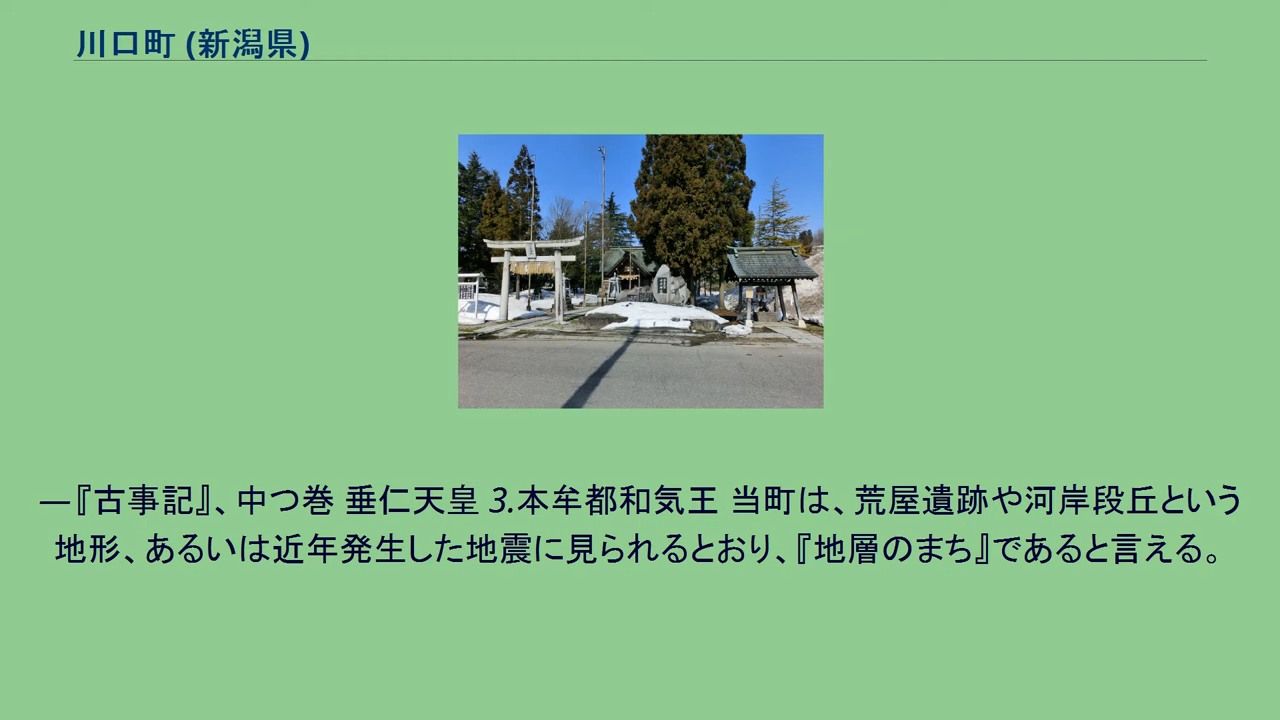 川口町 (新潟県)
―『古事記』、中つ巻 垂仁天皇 3.本牟都和気王 当町は、荒屋遺跡や河岸段丘という
地形、あるいは近年発生した地震に見られるとおり、『地層のまち』であると言える。